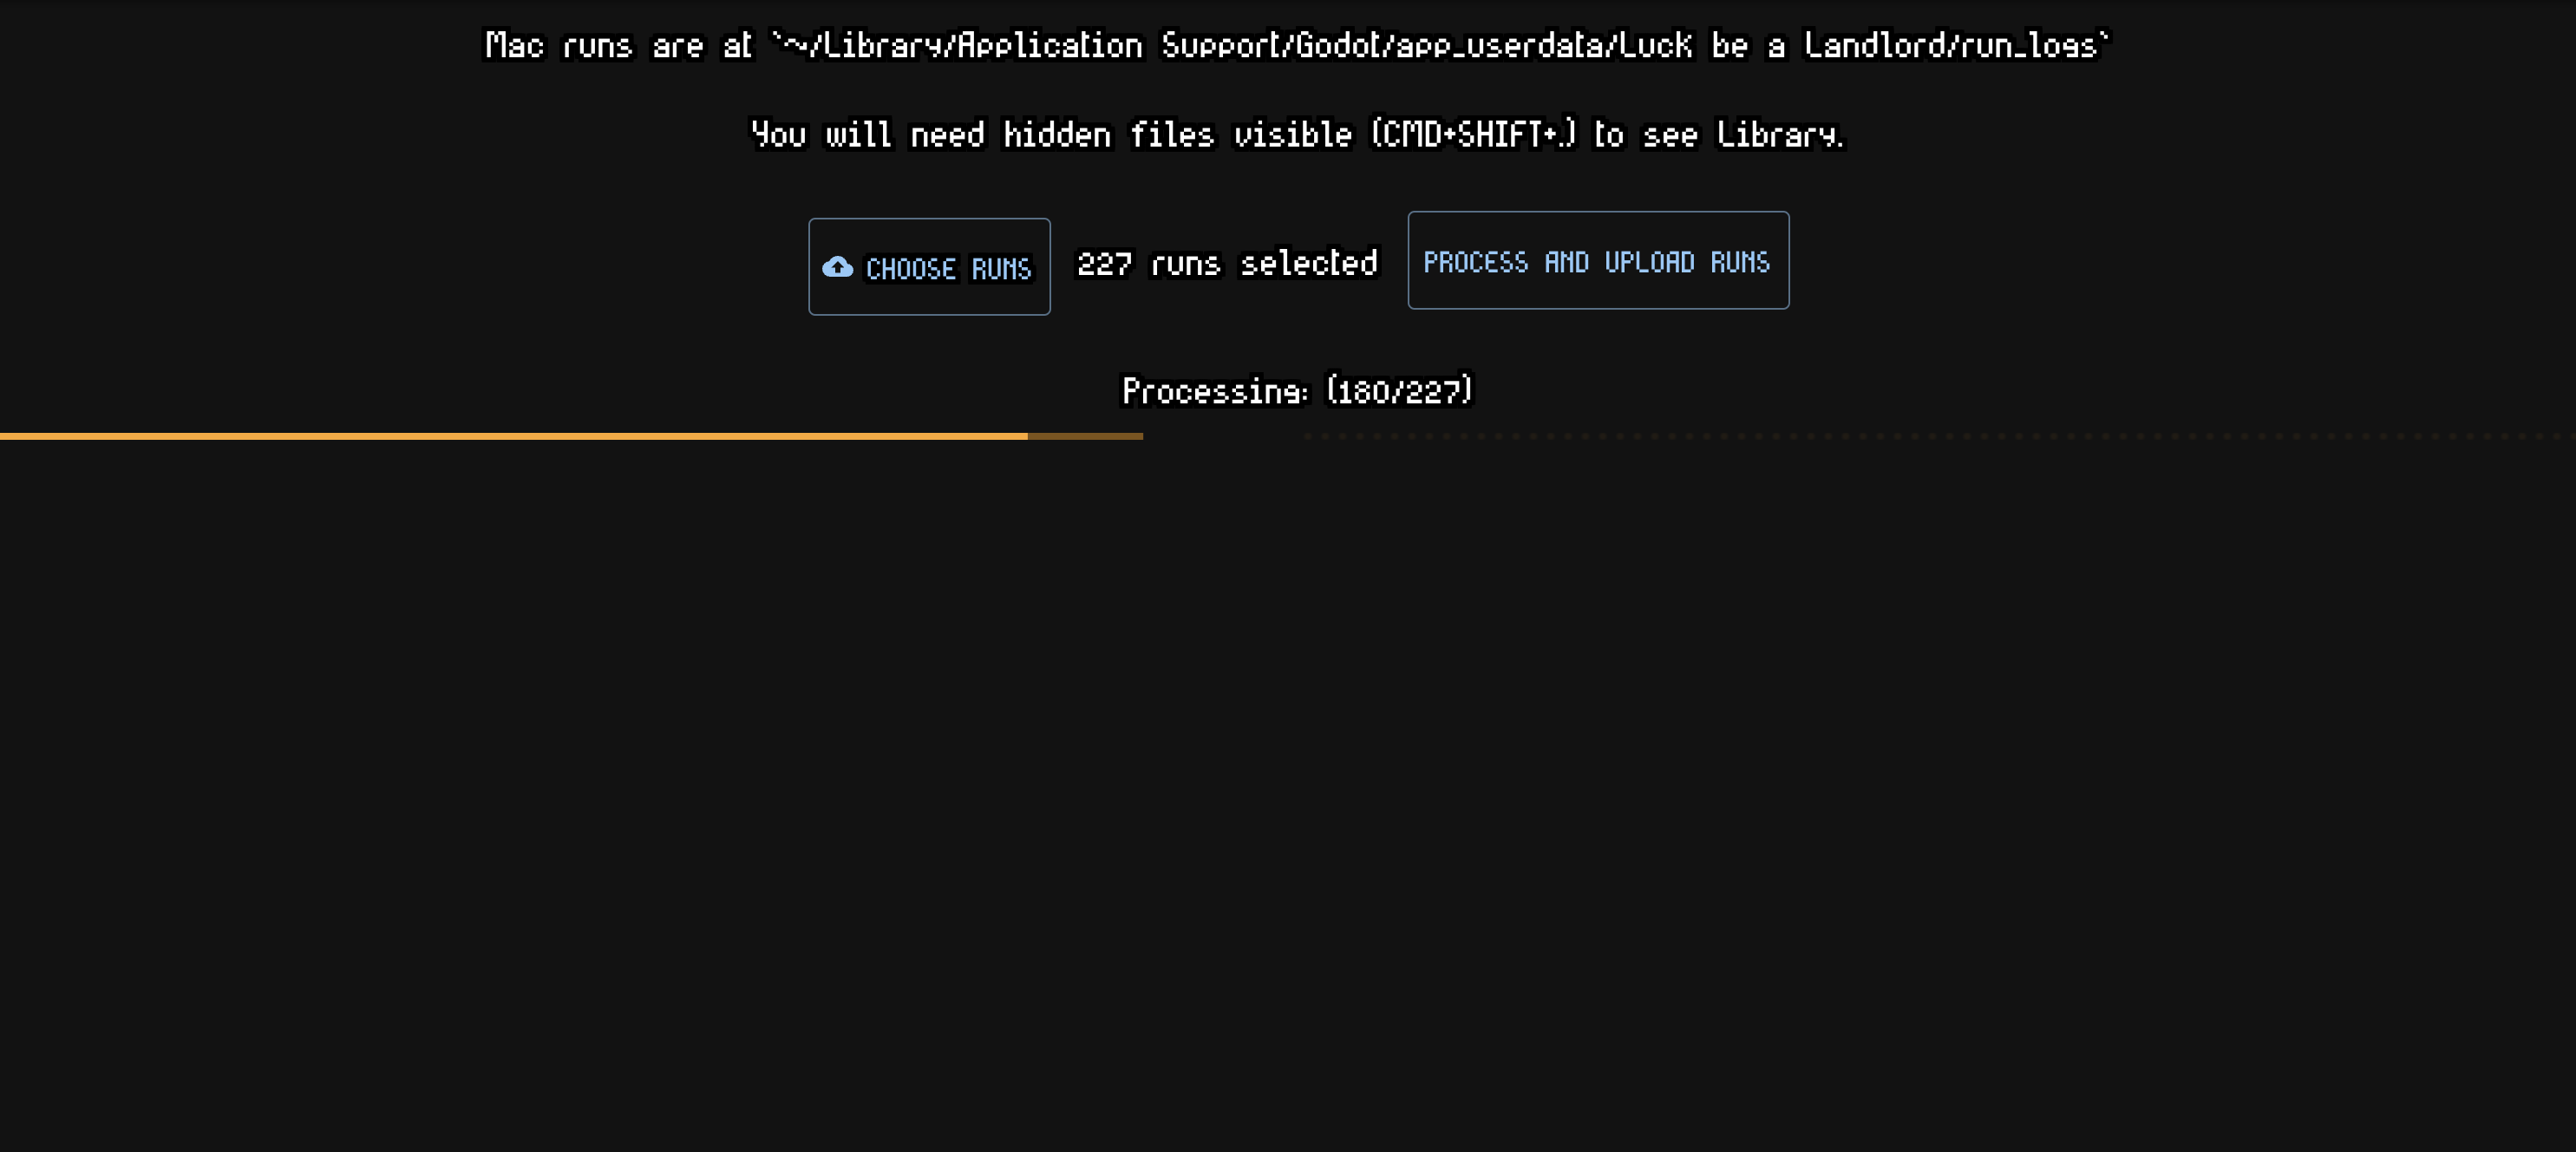 Mac runs are at `~/Library/Application Support/Godot/app_userdata/Luck be a Landlord/run_logs`
You will need hidden files visible (CMD+SHIFT+.) to see Library.
CHOOSE RUNS 227 runs selected PROCESS AND UPLOAD RUNS
Processing: (180/227)